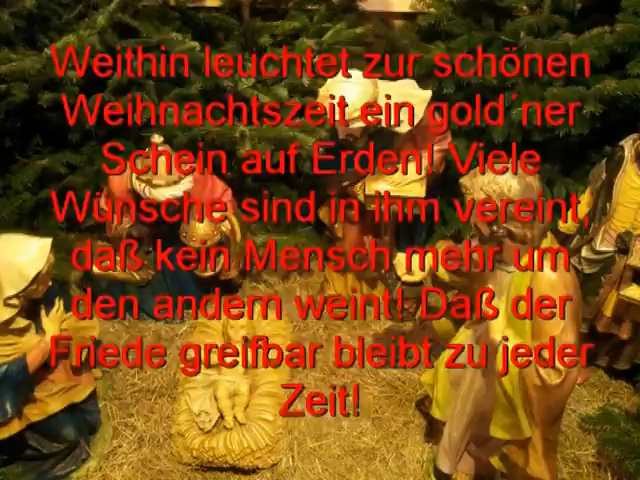 Weithin leuchtet zur schönen
Weihnachtszeit ein gold´ner
Schein auf Erden! Viele
Wünsche sind in ihm vereint,
daß kein Mensch mehr um
den andern weint! Daß der
Friede greifbar bleibt zu jeder
Zeit!